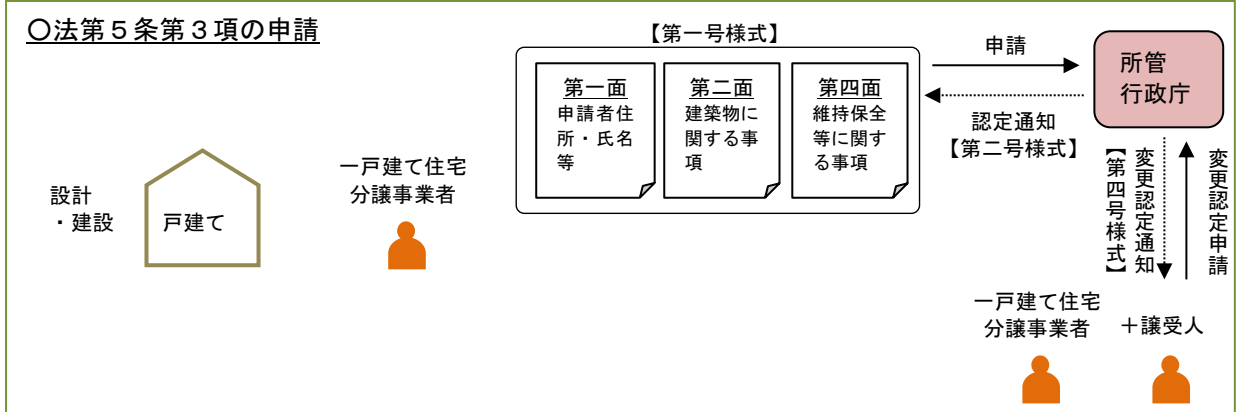 〇法第５条第３項の申請
【第一号様式】
第一面
申請者住
所・氏名
等
第二面
建築物に
関する事
項
第四面
維持保全
等に関す
る事項
申請
認定通知
【第二号様式】
所管
行政庁
設計
・建設
戸建て
一戸建て住宅
分譲事業者
変更認定通知
【第四号様式】
変更認定申請
一戸建て住宅
分譲事業者
＋譲受人